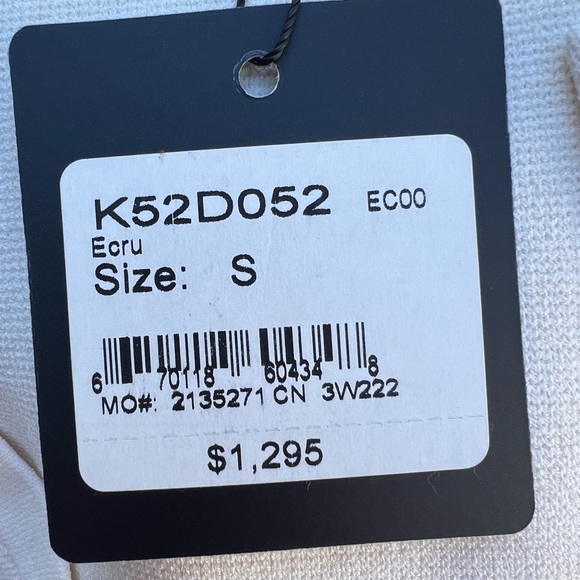 K52D052 EC00
Ecru
Size: S
6 70118 60434 8
MO#: 2135271 CN 3W222
$1,295